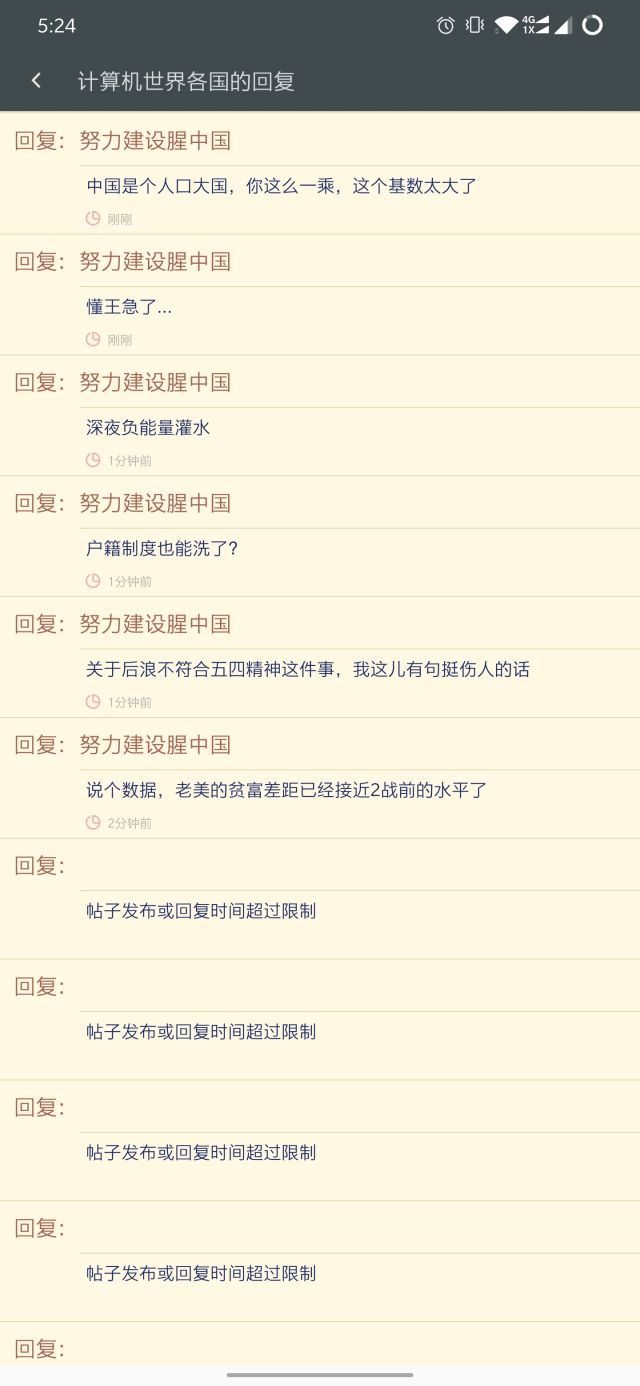 5:24
4G
1X
计算机世界各国的回复
回复：努力建设腥中国
中国是个人口大国，你这么一乘，这个基数太大了
刚刚
回复：努力建设腥中国
懂王急了...
刚刚
回复：努力建设腥中国
深夜负能量灌水
1分钟前
回复：努力建设腥中国
户籍制度也能洗了？
1分钟前
回复：努力建设腥中国
关于后浪不符合五四精神这件事，我这儿有句挺伤人的话
1分钟前
回复：努力建设腥中国
说个数据，老美的贫富差距已经接近2战前的水平了
2分钟前
回复：
帖子发布或回复时间超过限制
回复：
帖子发布或回复时间超过限制
回复：
帖子发布或回复时间超过限制
回复：
帖子发布或回复时间超过限制
回复：